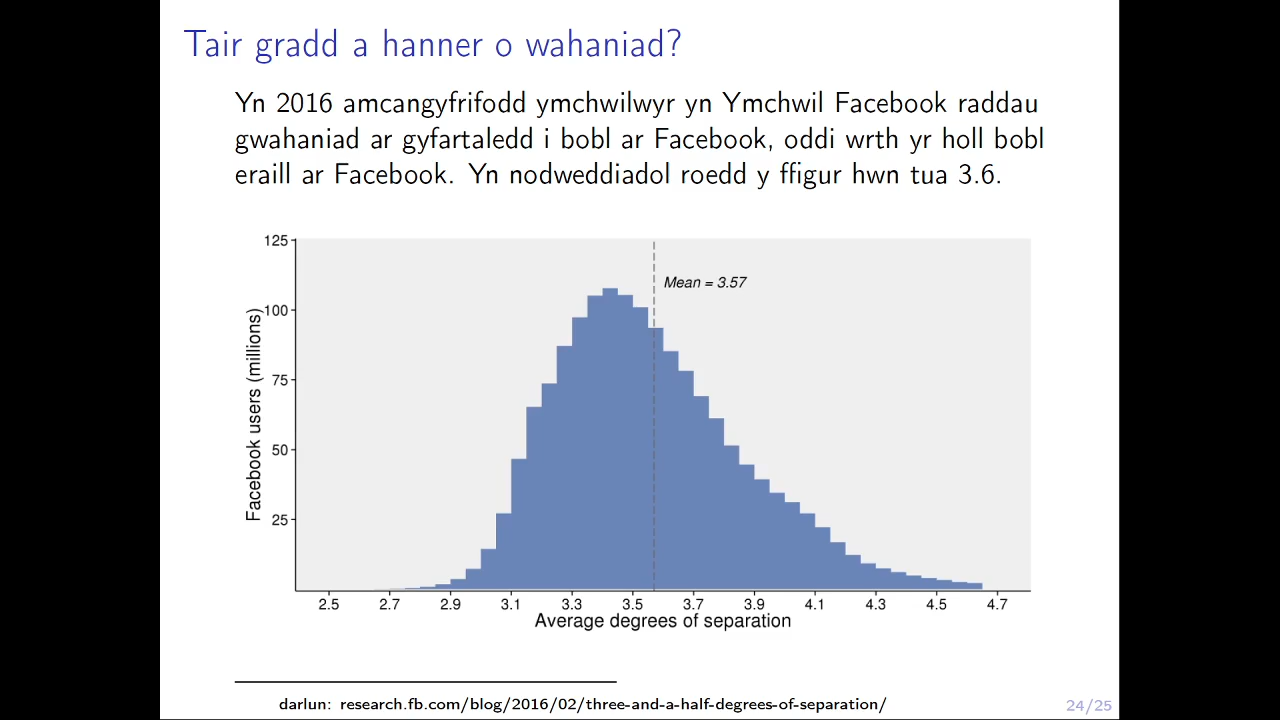 Tair gradd a hanner o wahaniad?
Yn 2016 amcangyfrifodd ymchwilwyr yn Ymchwil Facebook raddau
gwahaniad ar gyfartaledd i bobl ar Facebook, oddi wrth yr holl bobl
eraill ar Facebook. Yn nodweddiadol roedd y ffigur hwn tua 3.6.
125
Mean = 3.57
100
75
50
25
Facebook users (millions)
2.5 2.7 2.9 3.1 3.3 3.5 3.7 3.9 4.1 4.3 4.5 4.7
Average degrees of separation
darlun: research.fb.com/blog/2016/02/three-and-a-half-degrees-of-separation/
24/25